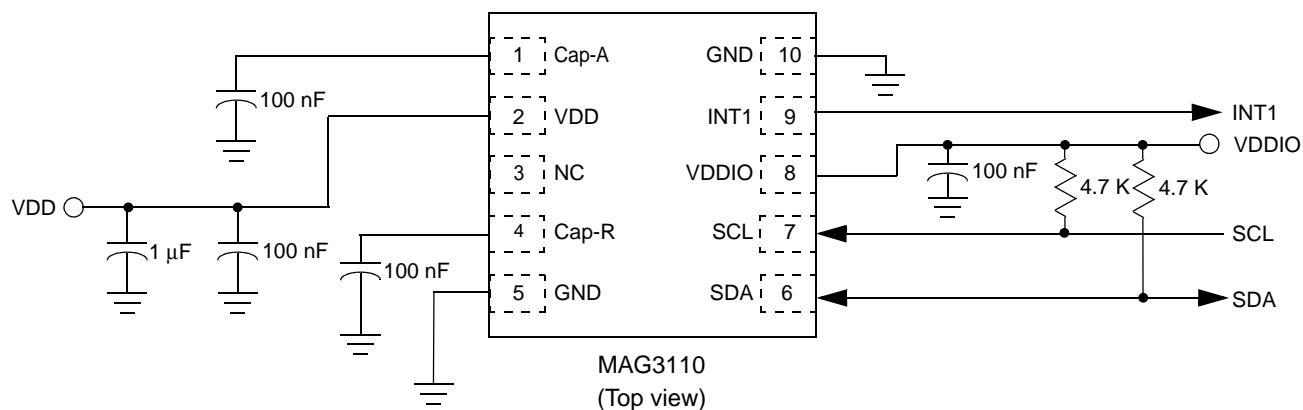 1 Cap-A
GND 10
100 nF
2 VDD
INT1 9
INT1
VDDIO
3 NC
VDDIO 8
100 nF
4.7 K
4.7 K
VDD
1 μF
100 nF
4 Cap-R
100 nF
SCL 7
SCL
5 GND
SDA 6
SDA
MAG3110
(Top view)